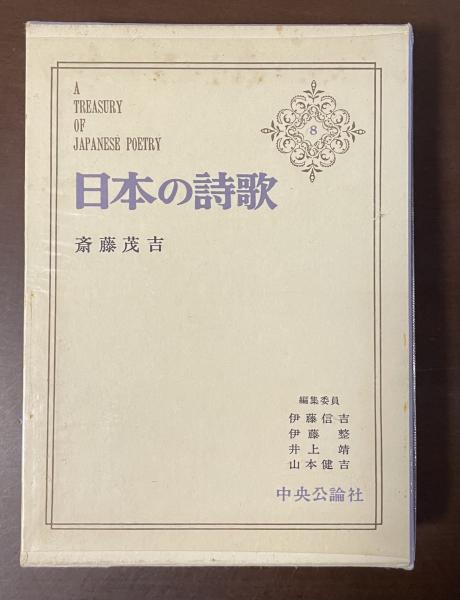 A
TREASURY
OF
JAPANESE POETRY
8
日本の詩歌
斎藤茂吉
編集委員
伊藤信吉
伊藤整
井上靖
山本健吉
中央公論社